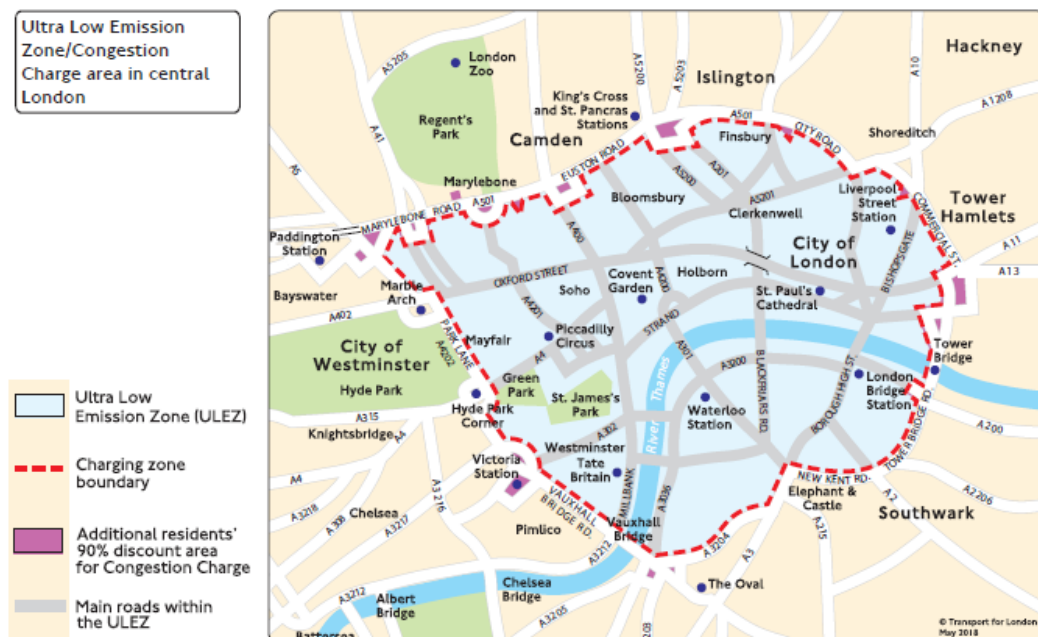 Ultra Low Emission
Zone/Congestion
Charge area in central
London
Ultra Low
Emission Zone (ULEZ)
Charging zone
boundary
Additional residents'
90% discount area
for Congestion Charge
Main roads within
the ULEZ
A5205
London
Zoo
A5200
A5203
Islington
Hackney
A10
A1208
King's Cross
and St. Pancras
Stations
A501
CITY ROAD
Shoreditch
Regent's
Park
A41
A5
Camden
EUSTON ROAD
Finsbury
Marylebone
A5200
A201
Bloomsbury
A5201
Clerkenwell
Liverpool
Street
Station
COMMERCIAL ST.
Tower
Hamlets
MARYLEBONE ROAD
A501
A400
Paddington
Station
City of
London
BISHOPSGATE
A11
A13
OXFORD STREET
Soho
Covent
Garden
A4200
Holborn
St. Paul's
Cathedral
Bayswater
Marble
Arch
A402
PARK LANE
A4202
Mayfair
A4201
Piccadilly
Circus
STRAND
A4
A301
City of
Westminster
Hyde Park
Green
Park
St. James's
Park
River Thames
A3200
BLACKFRIARS RD.
BOROUGH HIGH ST.
London
Bridge
Station
Tower
Bridge
TOWER BRIDGE RD.
A200
Hyde Park
Corner
A315
Knightsbridge
A4
Waterloo
Station
A302
Westminster
Tate
Britain
Victoria
Station
MILLBANK
A3036
VAUXHALL
BRIDGE RD.
NEW KENT RD.
Elephant &
Castle
A2
A2206
Southwark
A4
A3218
A308
Chelsea
A3217
A3216
Pimlico
Vauxhall
Bridge
A3212
A3204
A3
A215
The Oval
Chelsea
Bridge
A3212
Albert
Bridge
A3205
Battersea
A203
© Transport for London
May 2018